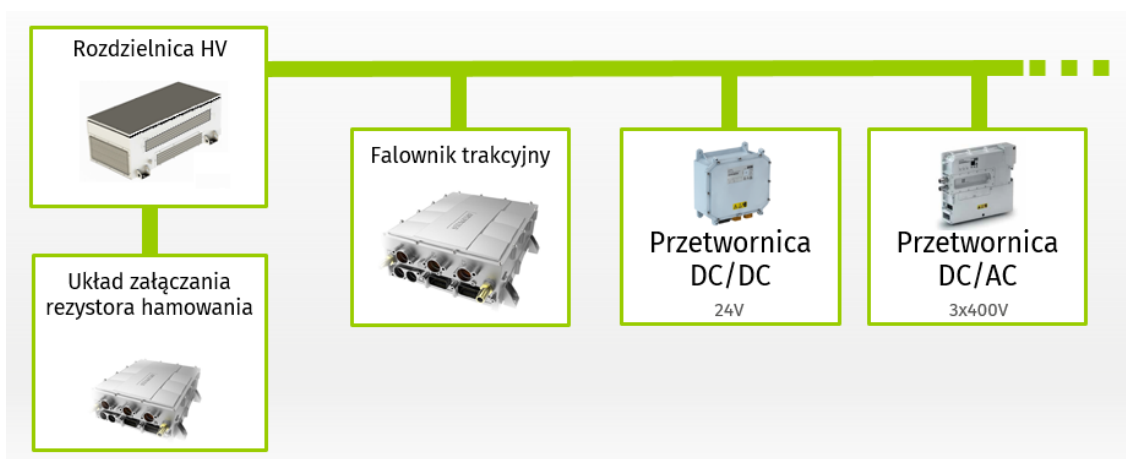 Rozdzielnica HV
Falownik trakcyjny
Przetwornica
DC/DC
24V
Przetwornica
DC/AC
3x400V
Układ załączania
rezystora hamowania